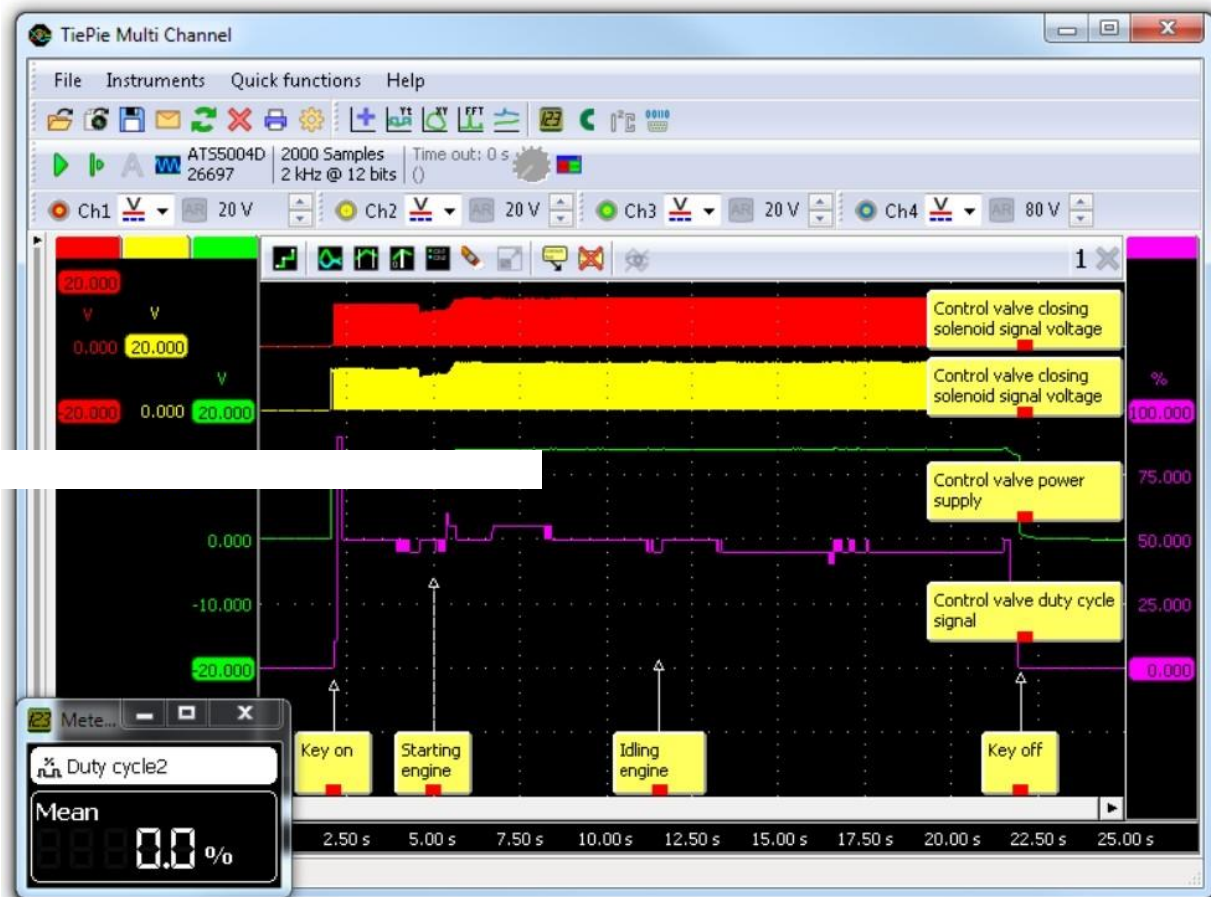 TiePie Multi Channel
File Instruments Quick functions Help
ATS5004D 2000 Samples Time out: 0 s
26697 2 kHz @ 12 bits ()
Ch1 AR 20 V Ch2 AR 20 V Ch3 AR 20 V Ch4 AR 80 V
1
20.000
V V
0.000 20.000
V
-20.000 0.000 20.000
Control valve closing
solenoid signal voltage
Control valve closing
solenoid signal voltage
%
100.000
Control valve power
supply
75.000
0.000
50.000
-10.000
Control valve duty cycle
signal
25.000
-20.000
0.000
Key on
Starting
engine
Idling
engine
Key off
2.50 s 5.00 s 7.50 s 10.00 s 12.50 s 15.00 s 17.50 s 20.00 s 22.50 s 25.00 s
Mete...
Duty cycle2
Mean
0.0 %